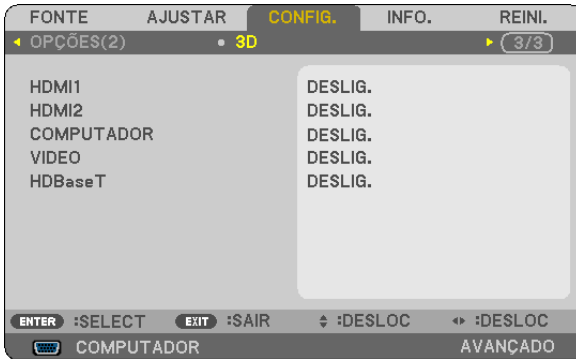 FONTE AJUSTAR CONFIG. INFO. REINI.
OPÇÕES(2) 3D 3/3
HDMI1 DESLIG.
HDMI2 DESLIG.
COMPUTADOR DESLIG.
VIDEO DESLIG.
HDBaseT DESLIG.
ENTER :SELECT EXIT :SAIR :DESLOC :DESLOC
COMPUTADOR AVANÇADO